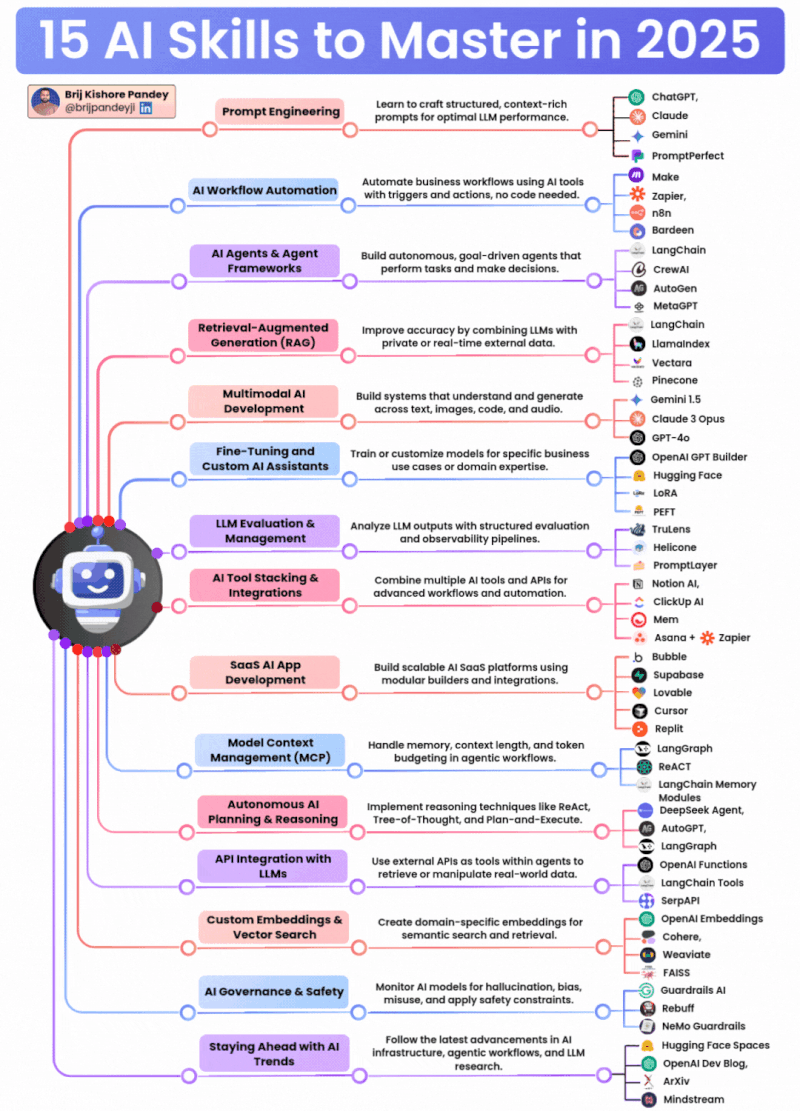 15 AI Skills to Master in 2025
Brij Kishore Pandey
@brijpandeyji in
Prompt Engineering
Learn to craft structured, context-rich
prompts for optimal LLM performance.
ChatGPT,
Claude
Gemini
PromptPerfect
AI Workflow Automation
Automate business workflows using AI tools
with triggers and actions, no code needed.
Make
Zapier,
n8n
Bardeen
AI Agents & Agent
Frameworks
Build autonomous, goal-driven agents that
perform tasks and make decisions.
LangChain
CrewAI
AutoGen
MetaGPT
Retrieval-Augmented
Generation (RAG)
Improve accuracy by combining LLMs with
private or real-time external data.
LangChain
LlamaIndex
Vectara
Pinecone
Multimodal AI
Development
Build systems that understand and generate
across text, images, code, and audio.
Gemini 1.5
Claude 3 Opus
GPT-4o
Fine-Tuning and
Custom AI Assistants
Train or customize models for specific business
use cases or domain expertise.
OpenAI GPT Builder
Hugging Face
LoRA
PEFT
LLM Evaluation &
Management
Analyze LLM outputs with structured evaluation
and observability pipelines.
TruLens
Helicone
PromptLayer
AI Tool Stacking &
Integrations
Combine multiple AI tools and APIs for
advanced workflows and automation.
Notion AI,
ClickUp AI
Mem
Asana + Zapier
SaaS AI App
Development
Build scalable AI SaaS platforms using
modular builders and integrations.
Bubble
Supabase
Lovable
Cursor
Replit
Model Context
Management (MCP)
Handle memory, context length, and token
budgeting in agentic workflows.
LangGraph
ReACT
LangChain Memory
Modules
Autonomous AI
Planning & Reasoning
Implement reasoning techniques like ReAct,
Tree-of-Thought, and Plan-and-Execute.
DeepSeek Agent,
AutoGPT,
LangGraph
API Integration with
LLMs
Use external APIs as tools within agents to
retrieve or manipulate real-world data.
OpenAI Functions
LangChain Tools
SerpAPI
Custom Embeddings &
Vector Search
Create domain-specific embeddings for
semantic search and retrieval.
OpenAI Embeddings
Cohere,
Weaviate
FAISS
AI Governance & Safety
Monitor AI models for hallucination, bias,
misuse, and apply safety constraints.
Guardrails AI
Rebuff
NeMo Guardrails
Staying Ahead with AI
Trends
Follow the latest advancements in AI
infrastructure, agentic workflows, and LLM
research.
Hugging Face Spaces
OpenAI Dev Blog,
ArXiv
Mindstream